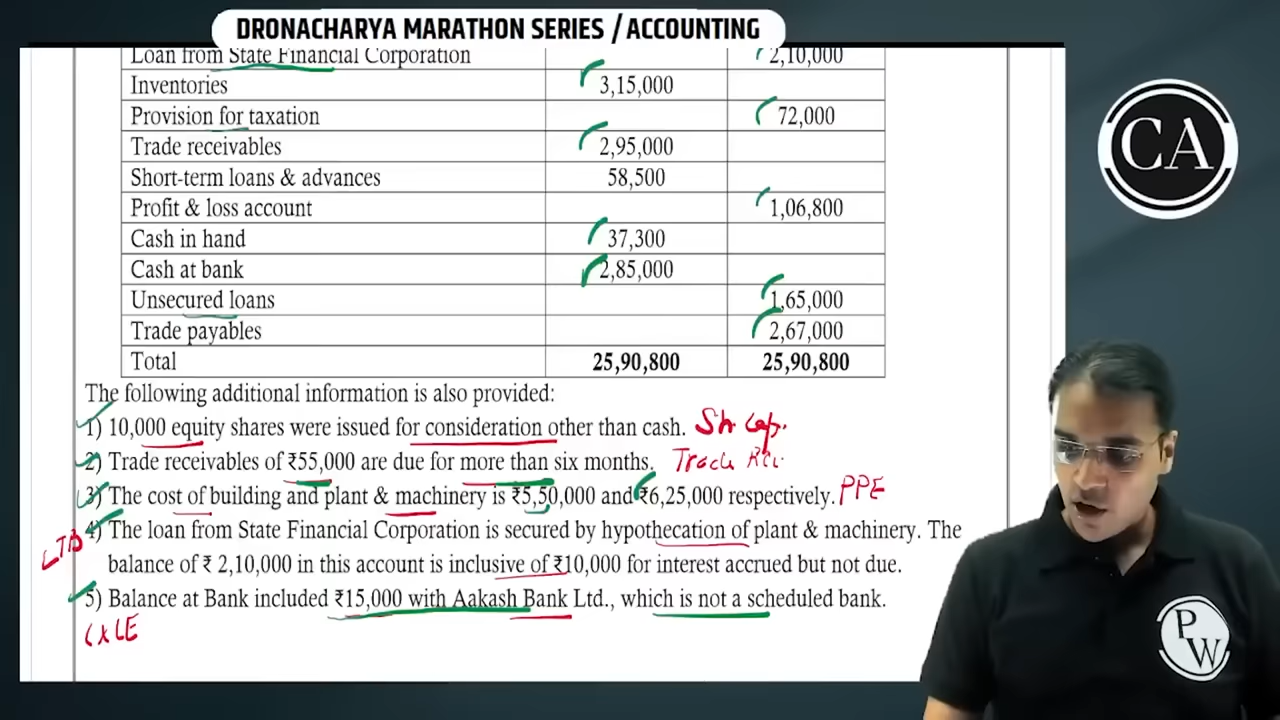 DRONACHARYA MARATHON SERIES / ACCOUNTING
CA
Loan from State Financial Corporation 2,10,000
Inventories 3,15,000
Provision for taxation 72,000
Trade receivables 2,95,000
Short-term loans & advances 58,500
Profit & loss account 1,06,800
Cash in hand 37,300
Cash at bank 2,85,000
Unsecured loans 1,65,000
Trade payables 2,67,000
Total 25,90,800 25,90,800
The following additional information is also provided:
1) 10,000 equity shares were issued for consideration other than cash. Sh. Cap.
2) Trade receivables of ₹55,000 are due for more than six months. Trade Rec.
3) The cost of building and plant & machinery is ₹5,50,000 and ₹6,25,000 respectively. PPE
LTB 4) The loan from State Financial Corporation is secured by hypothecation of plant & machinery. The
balance of ₹ 2,10,000 in this account is inclusive of ₹10,000 for interest accrued but not due.
5) Balance at Bank included ₹15,000 with Aakash Bank Ltd., which is not a scheduled bank.
PW